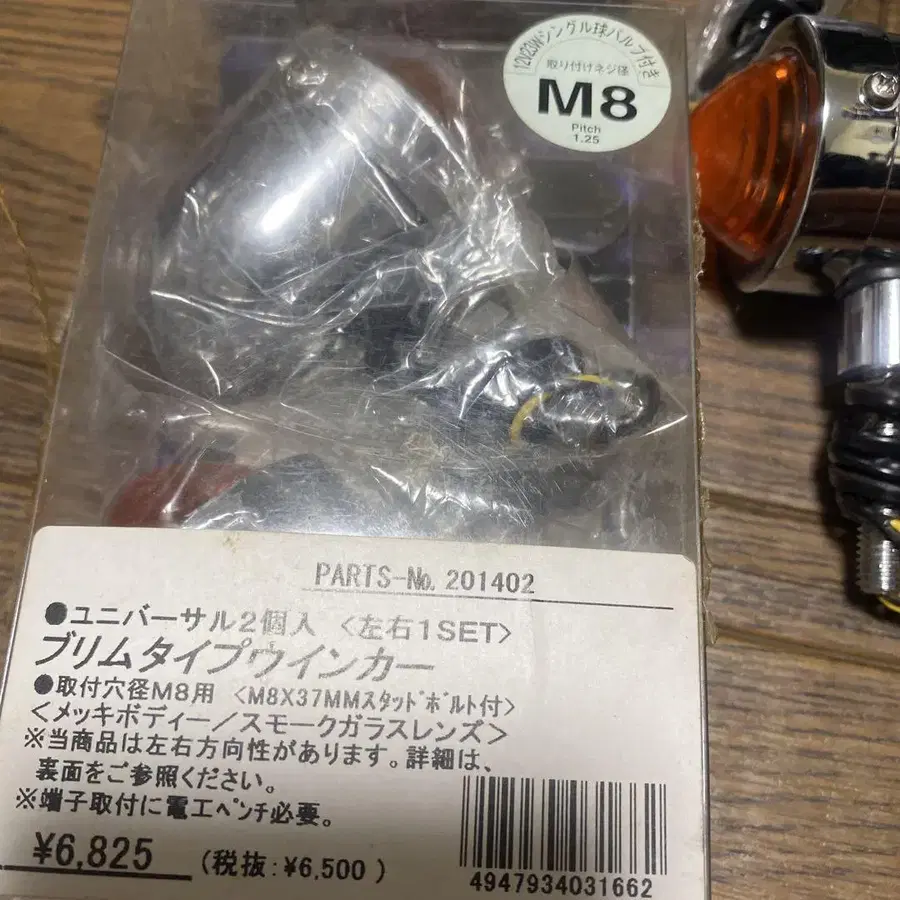 12V23Wシングル球バルブ付き
取り付けネジ径
M8
Pitch
1.25
PARTS-No. 201402
●ユニバーサル2個入 <左右1SET>
ブリムタイプウインカー
●取付穴径M8用 <M8X37MMスタッドボルト付>
<メッキボディー/スモークガラスレンズ>
※当商品は左右方向性があります。詳細は、
裏面をご参照ください。
※端子取付に電工ペンチ必要。
¥6,825 (税抜:¥6,500 )
4947934031662